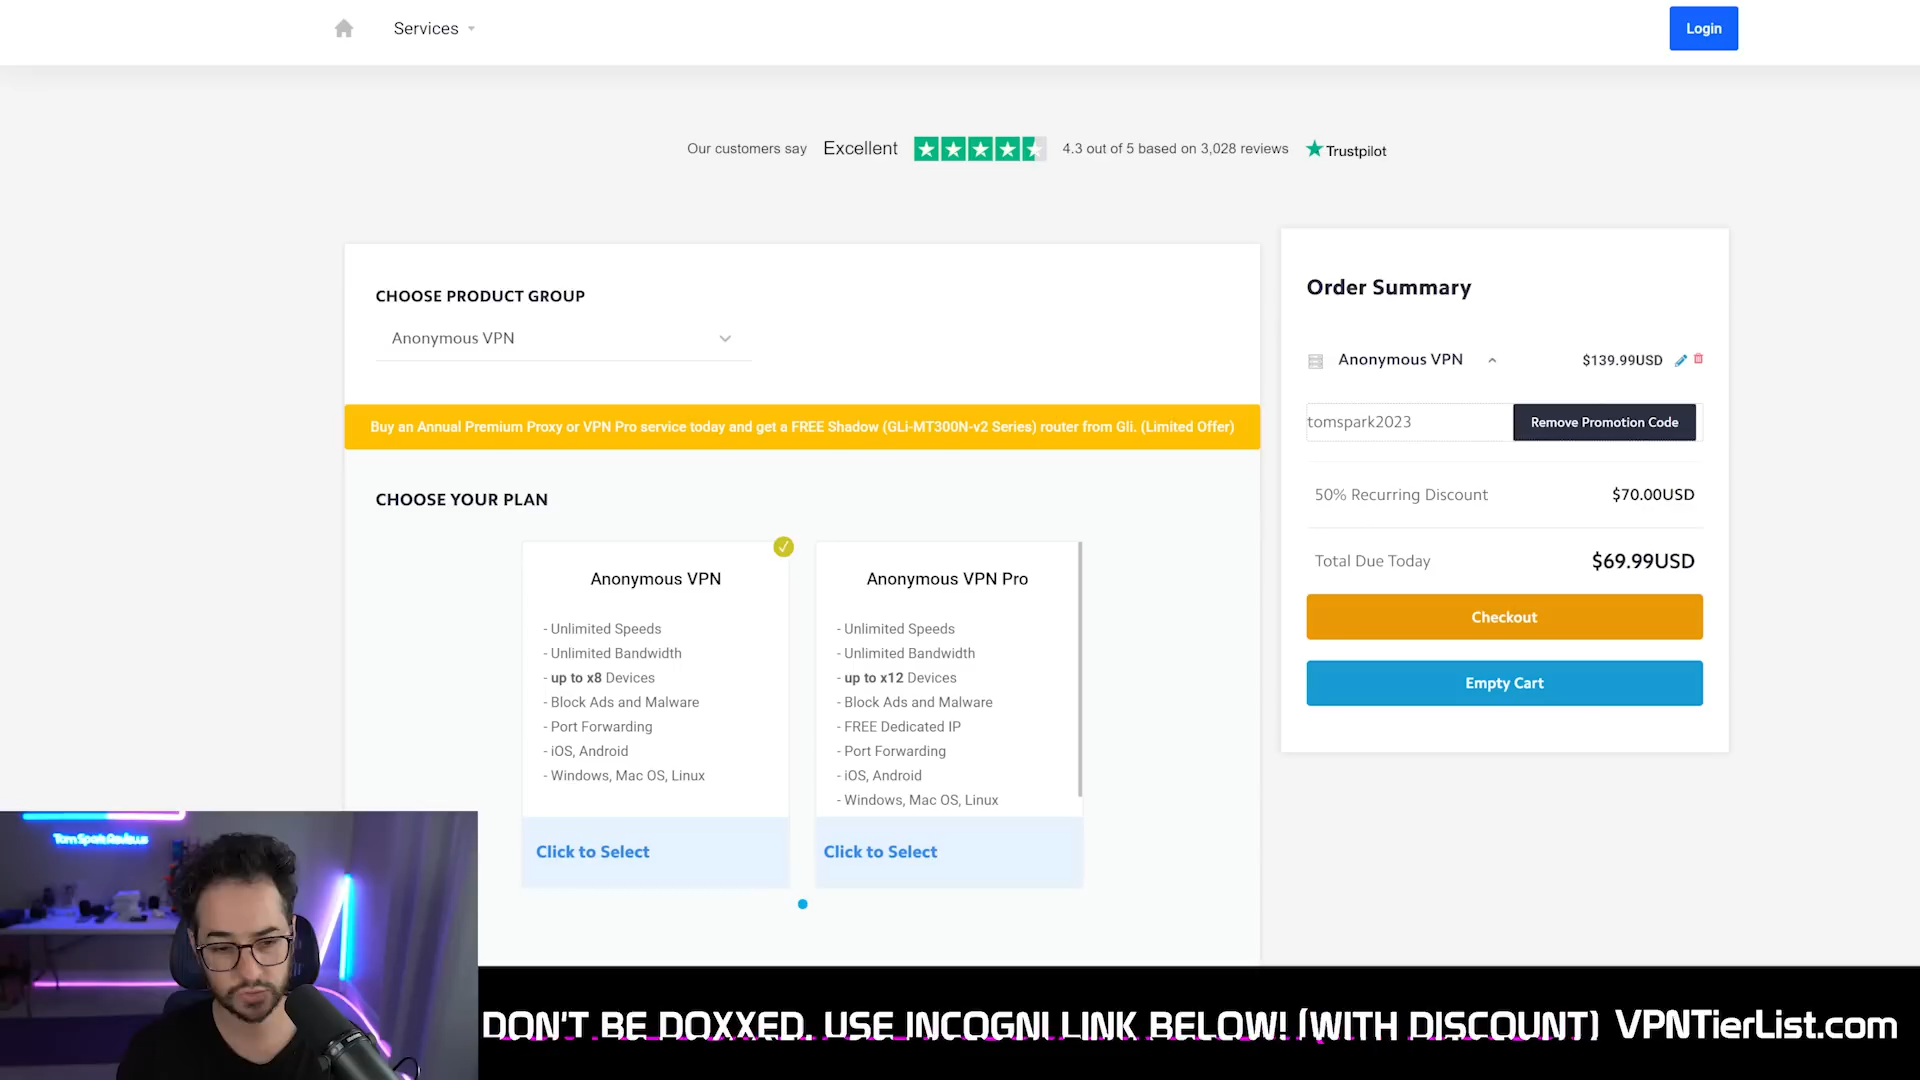 Services
Login
Our customers say Excellent 4.3 out of 5 based on 3,028 reviews Trustpilot
CHOOSE PRODUCT GROUP
Anonymous VPN
Buy an Annual Premium Proxy or VPN Pro service today and get a FREE Shadow (GLi-MT300N-v2 Series) router from Gli. (Limited Offer)
CHOOSE YOUR PLAN
Anonymous VPN
- Unlimited Speeds
- Unlimited Bandwidth
- up to x8 Devices
- Block Ads and Malware
- Port Forwarding
- iOS, Android
- Windows, Mac OS, Linux
Click to Select
Anonymous VPN Pro
- Unlimited Speeds
- Unlimited Bandwidth
- up to x12 Devices
- Block Ads and Malware
- FREE Dedicated IP
- Port Forwarding
- iOS, Android
- Windows, Mac OS, Linux
Click to Select
Order Summary
Anonymous VPN $139.99USD
tomspark2023 Remove Promotion Code
50% Recurring Discount $70.00USD
Total Due Today $69.99USD
Checkout
Empty Cart
Tom Spark Reviews
DON'T BE DOXXED, USE INCOGNI LINK BELOW! (WITH DISCOUNT) VPNTierList.com